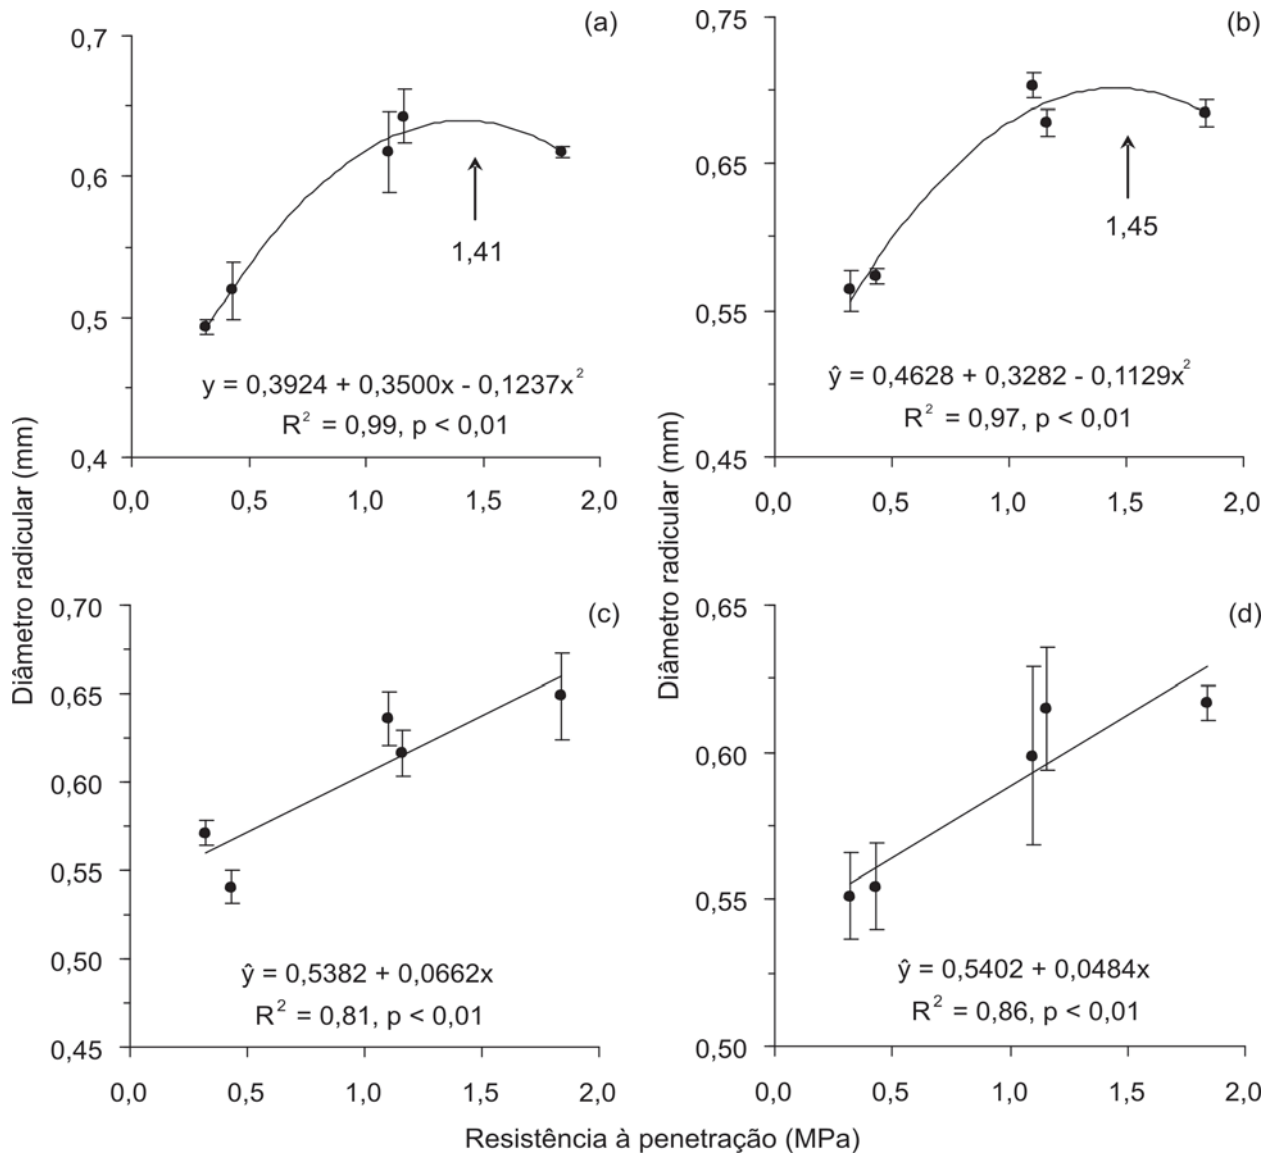 (a)
0,7
0,6
0,5
0,4
1,41
y = 0,3924 + 0,3500x - 0,1237x²
R² = 0,99, p < 0,01
0,0 0,5 1,0 1,5 2,0
(b)
0,75
0,65
0,55
0,45
1,45
ŷ = 0,4628 + 0,3282 - 0,1129x²
R² = 0,97, p < 0,01
0,0 0,5 1,0 1,5 2,0
Diâmetro radicular (mm)
Diâmetro radicular (mm)
(c)
0,70
0,65
0,60
0,55
0,50
0,45
ŷ = 0,5382 + 0,0662x
R² = 0,81, p < 0,01
0,0 0,5 1,0 1,5 2,0
(d)
0,65
0,60
0,55
0,50
ŷ = 0,5402 + 0,0484x
R² = 0,86, p < 0,01
0,0 0,5 1,0 1,5 2,0
Resistência à penetração (MPa)